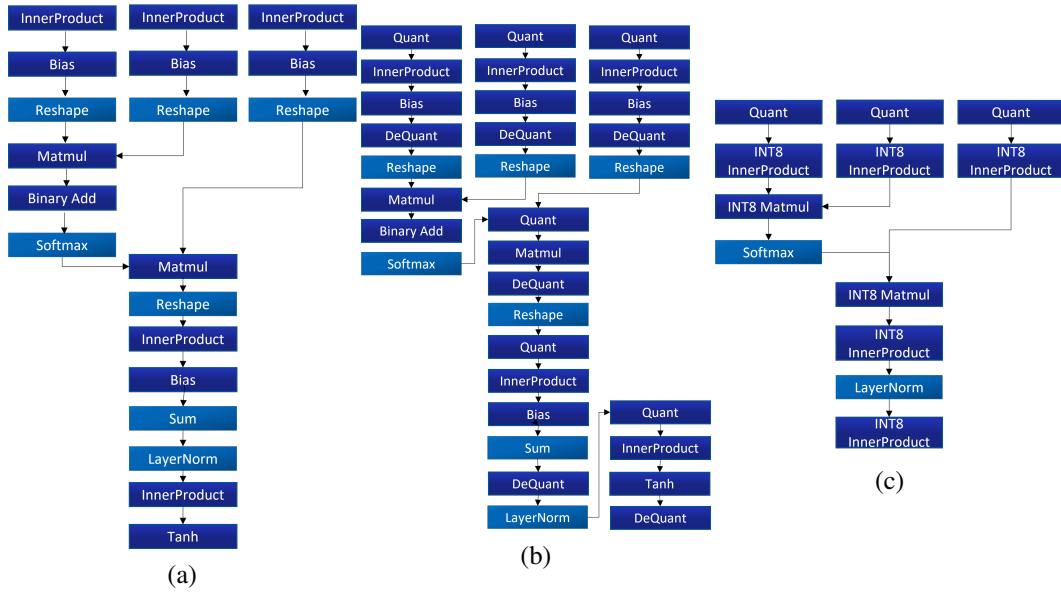 InnerProduct
InnerProduct
InnerProduct
Bias
Bias
Bias
Reshape
Reshape
Reshape
Matmul
Binary Add
Softmax
Matmul
Reshape
InnerProduct
Bias
Sum
LayerNorm
InnerProduct
Tanh
(a)
Quant
Quant
Quant
InnerProduct
InnerProduct
InnerProduct
Bias
Bias
Bias
DeQuant
DeQuant
DeQuant
Reshape
Reshape
Reshape
Matmul
Binary Add
Softmax
Quant
Matmul
DeQuant
Reshape
Quant
InnerProduct
Bias
Sum
DeQuant
LayerNorm
Quant
InnerProduct
Tanh
DeQuant
(b)
Quant
Quant
Quant
INT8
InnerProduct
INT8
InnerProduct
INT8
InnerProduct
INT8 Matmul
Softmax
INT8 Matmul
INT8
InnerProduct
LayerNorm
INT8
InnerProduct
(c)